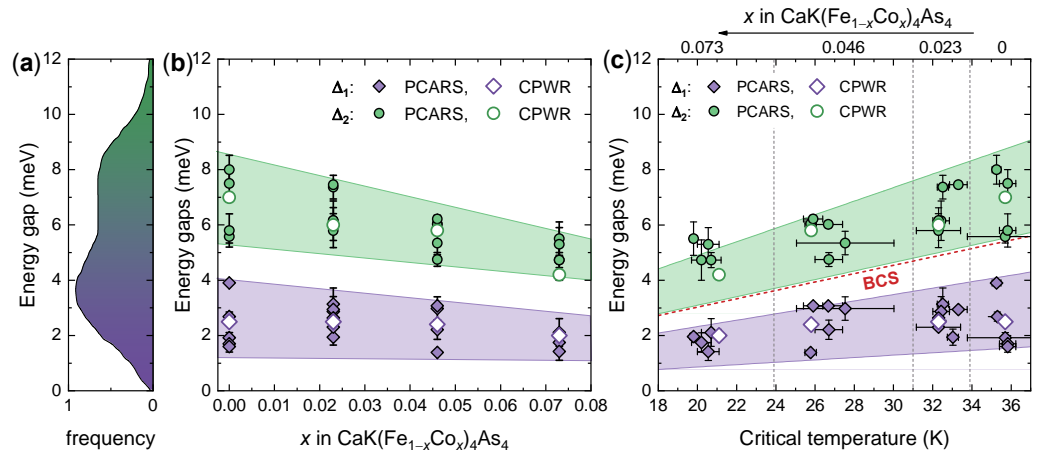 x in CaK(Fe₁₋ₓCoₓ)₄As₄
(a) 12 (b) 12 (c) 12 0.073 0.046 0.023 0
Δ₁: PCARS, CPWR Δ₁: PCARS, CPWR
Δ₂: PCARS, CPWR Δ₂: PCARS, CPWR
10 10 10
8 8 8
6 6 6
4 4 4
2 2 2
0 0 0
Energy gap (meV)
Energy gaps (meV)
Energy gaps (meV)
BCS
1 0
0.00 0.01 0.02 0.03 0.04 0.05 0.06 0.07 0.08
18 20 22 24 26 28 30 32 34 36
frequency
x in CaK(Fe₁₋ₓCoₓ)₄As₄
Critical temperature (K)